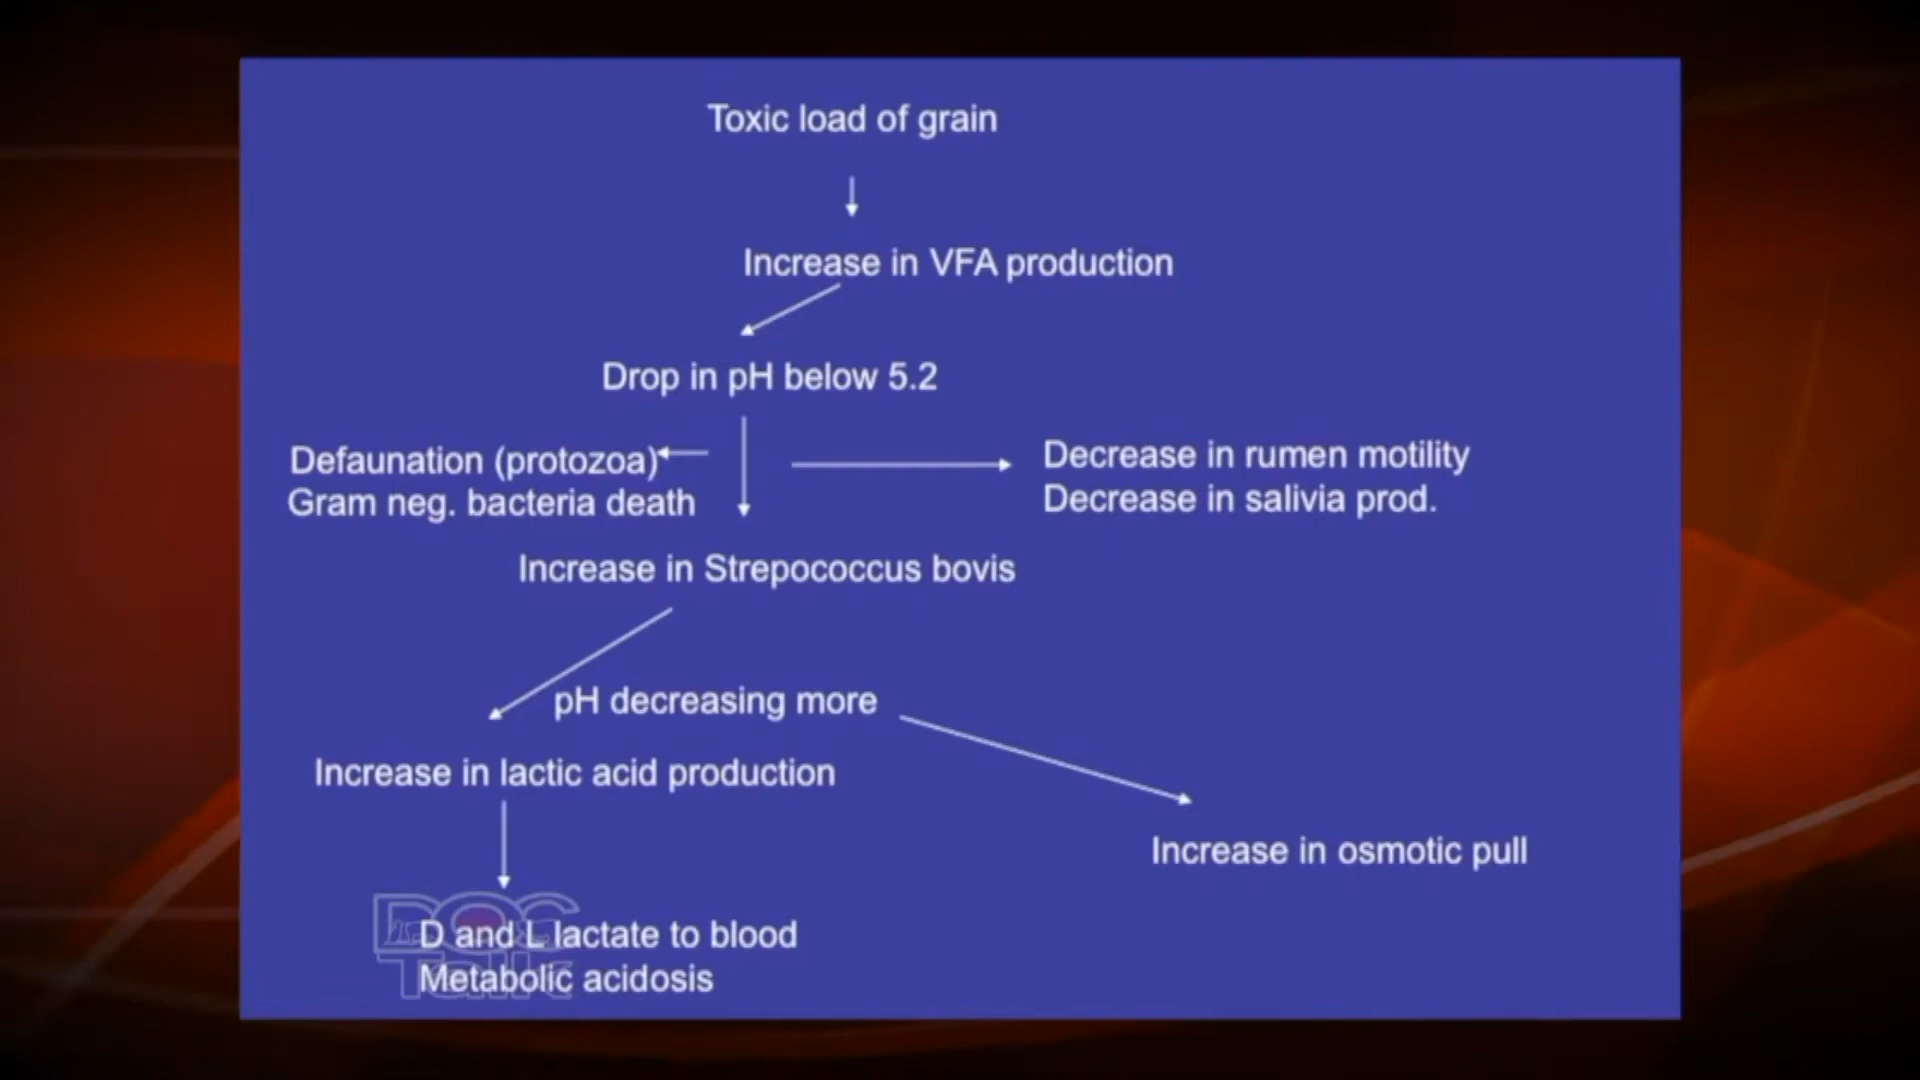 Toxic load of grain
Increase in VFA production
Drop in pH below 5.2
Defaunation (protozoa)
Gram neg. bacteria death
Decrease in rumen motility
Decrease in salivia prod.
Increase in Strepococcus bovis
pH decreasing more
Increase in lactic acid production
Increase in osmotic pull
DOC
Talk
D and L lactate to blood
Metabolic acidosis